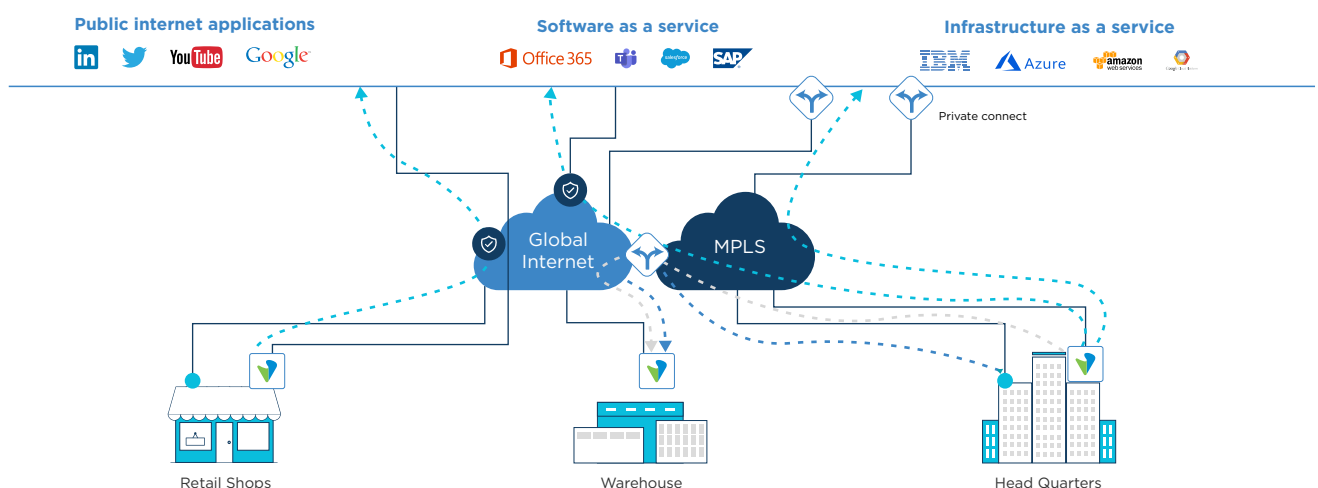 Public internet applications
Software as a service
Infrastructure as a service
in
YouTube
Google
Office 365
T
salesforce
SAP
IBM
Azure
amazon
web services
Private connect
Global
Internet
MPLS
Retail Shops
Warehouse
Head Quarters